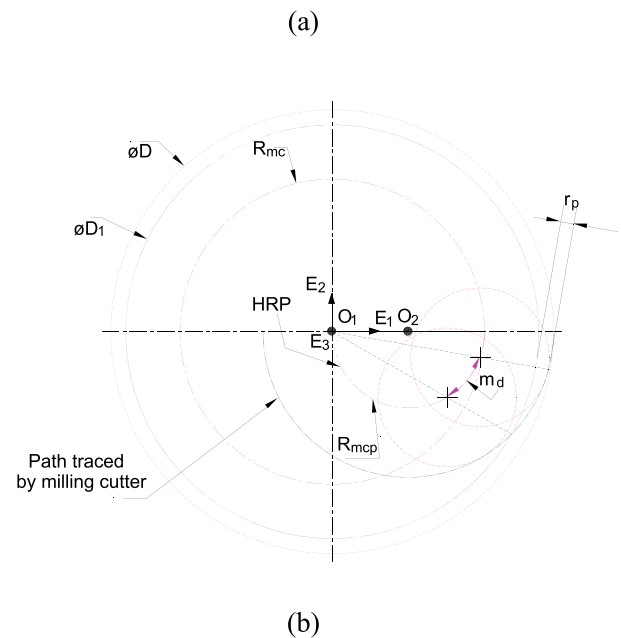 (a)
øD
Rmc
øD1
rp
E2
HRP
O1
E1 O2
E3
md
Rmcp
Path traced
by milling cutter
(b)